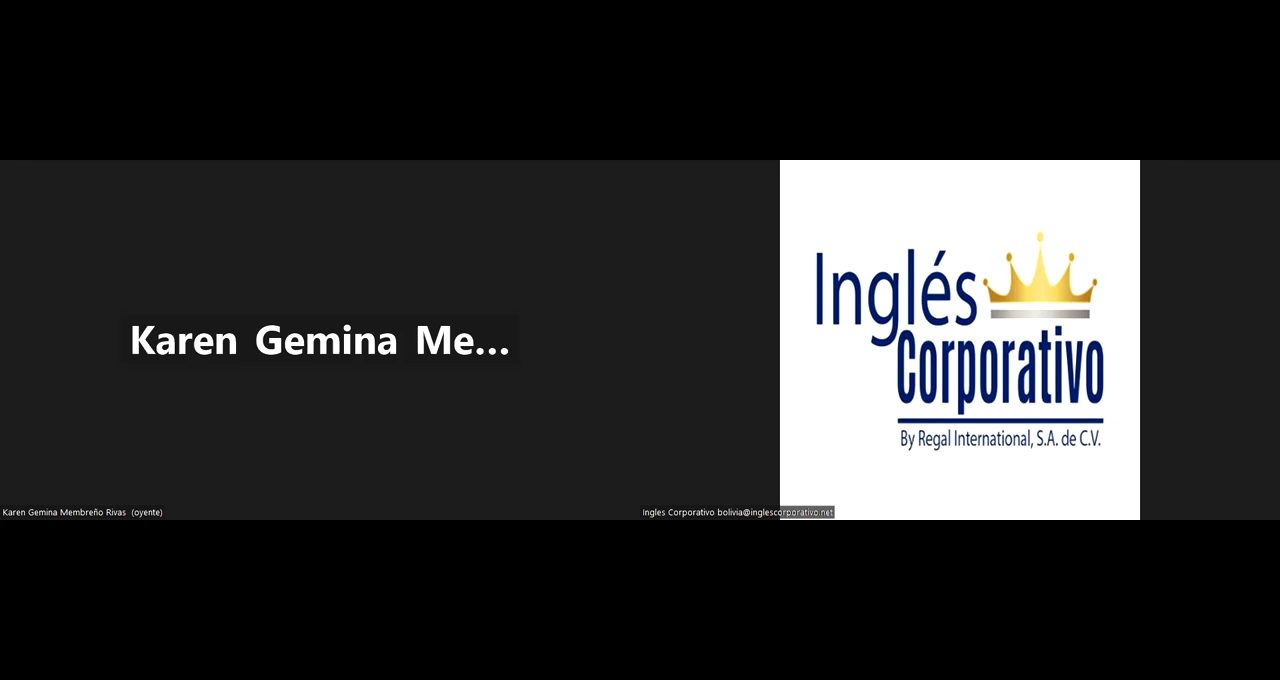 Karen Gemina Me...
Inglés
Corporativo
By Regal International, S.A. de C.V.
Karen Gemina Membreño Rivas (oyente)
Ingles Corporativo bolivia@inglescorporativo.net